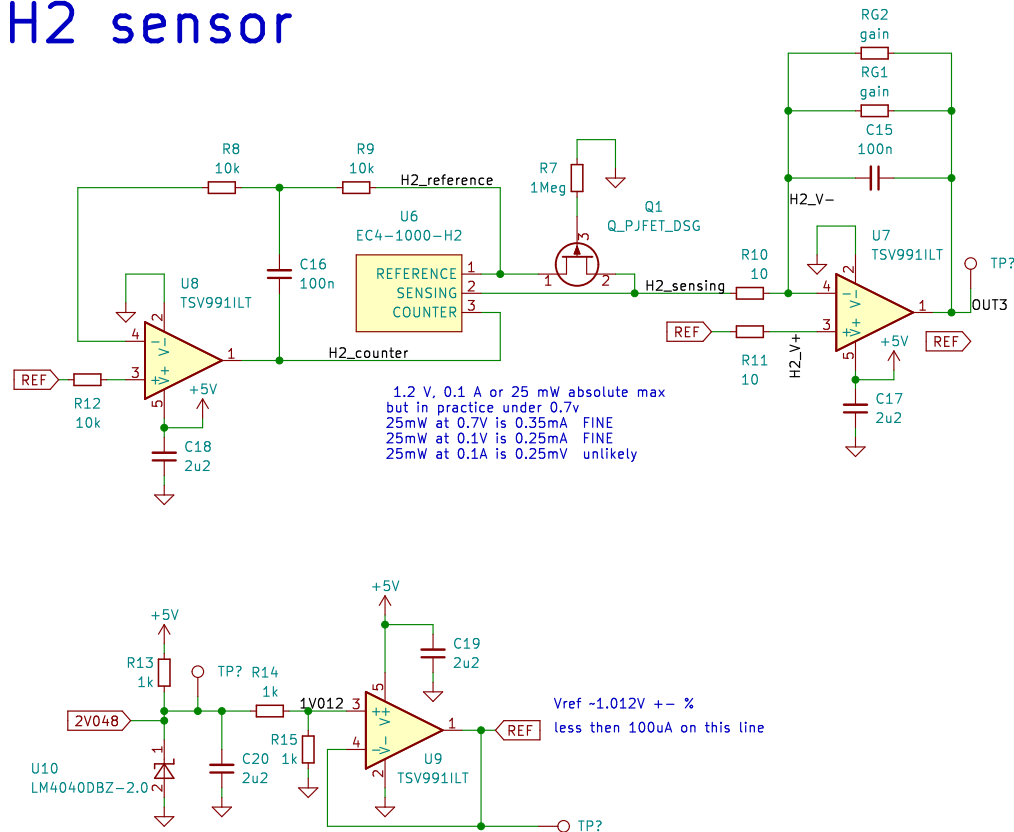 H2 sensor
RG2
gain
RG1
gain
C15
100n
R8
10k
R9
10k
H2_reference
R7
1Meg
Q1
Q_PJFET_DSG
3
1
2
H2_V-
U6
EC4-1000-H2
REFERENCE 1
SENSING 2
COUNTER 3
C16
100n
U8
TSV991ILT
2
4
V-
V+
3
1
5
H2_counter
REF
R12
10k
+5V
C18
2u2
H2_sensing
R10
10
REF
R11
10
H2_V+
U7
TSV991ILT
2
4
V-
V+
3
1
5
TP?
OUT3
REF
+5V
C17
2u2
1.2 V, 0.1 A or 25 mW absolute max
but in practice under 0.7v
25mW at 0.7V is 0.35mA  FINE
25mW at 0.1V is 0.25mA  FINE
25mW at 0.1A is 0.25mV  unlikely
+5V
R13
1k
TP?
R14
1k
2V048
1V012
R15
1k
U10
LM4040DBZ-2.0
1
2
C20
2u2
+5V
C19
2u2
5
3
V+
V-
4
1
2
U9
TSV991ILT
REF
TP?
Vref ~1.012V +- %
less then 100uA on this line